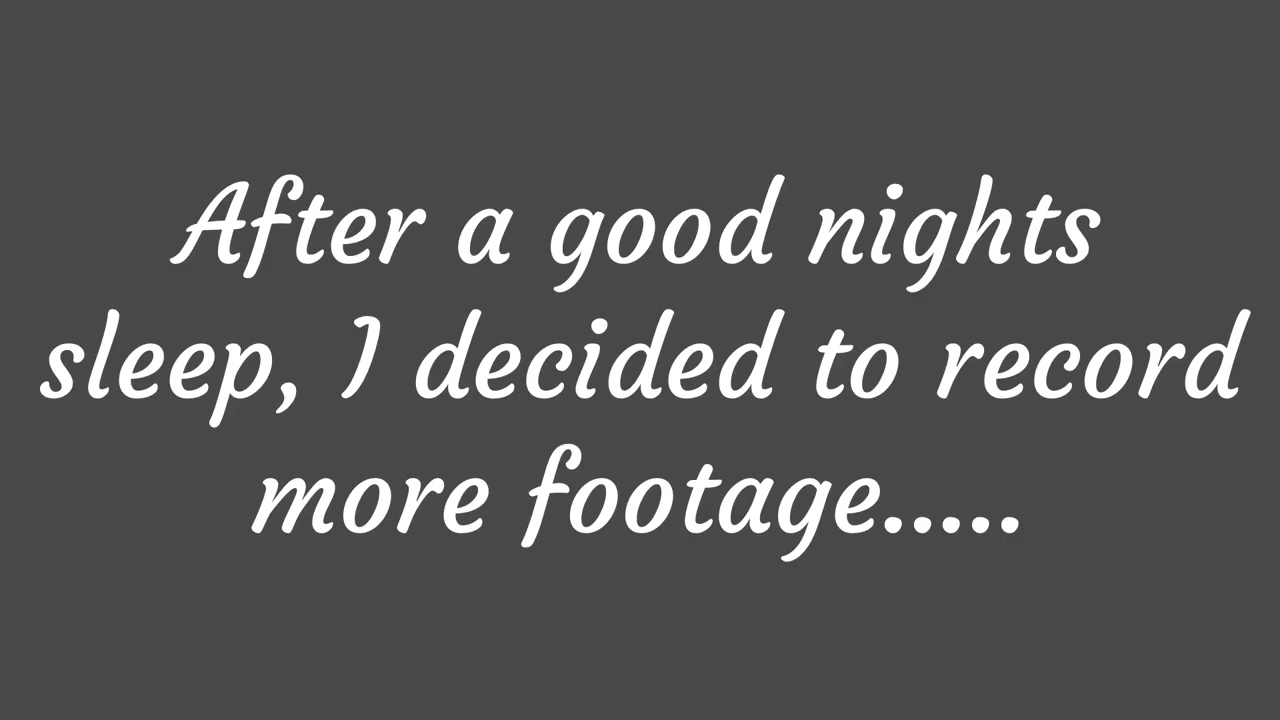 After a good nights
sleep, I decided to record
more footage.....